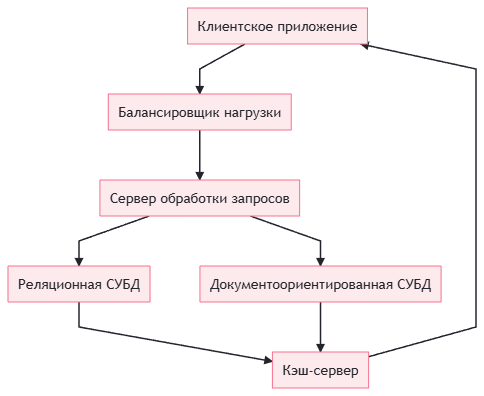 Клиентское приложение
Балансировщик нагрузки
Сервер обработки запросов
Реляционная СУБД
Документоориентированная СУБД
Кэш-сервер